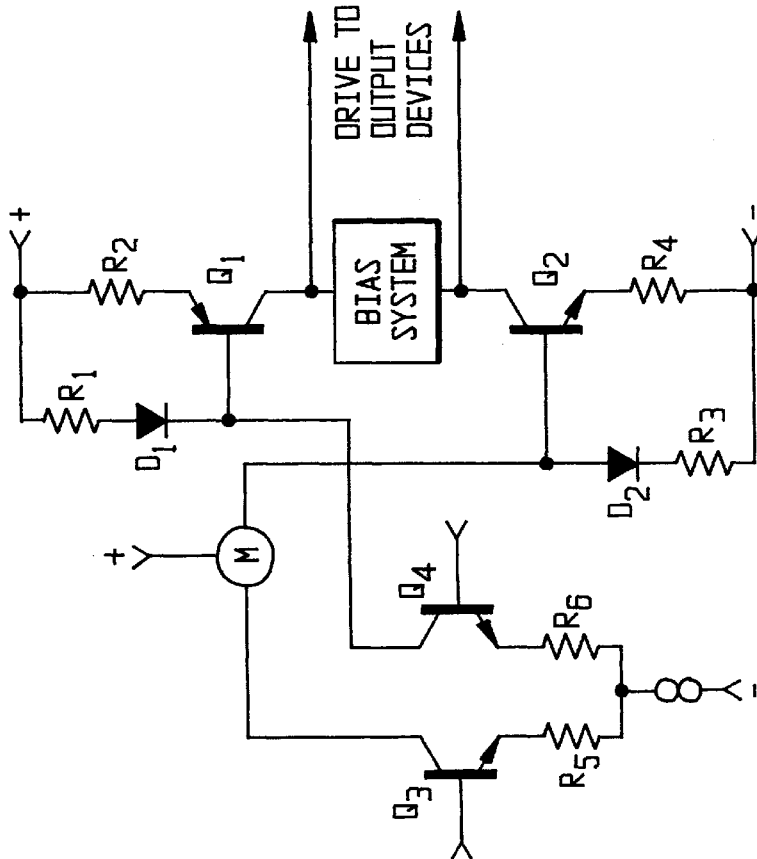 DRIVE TO
OUTPUT
DEVICES
+
R2
Q1
R1
D1
BIAS
SYSTEM
Q2
R4
-
D2
R3
+
M
Q4
R6
Q3
R5
-